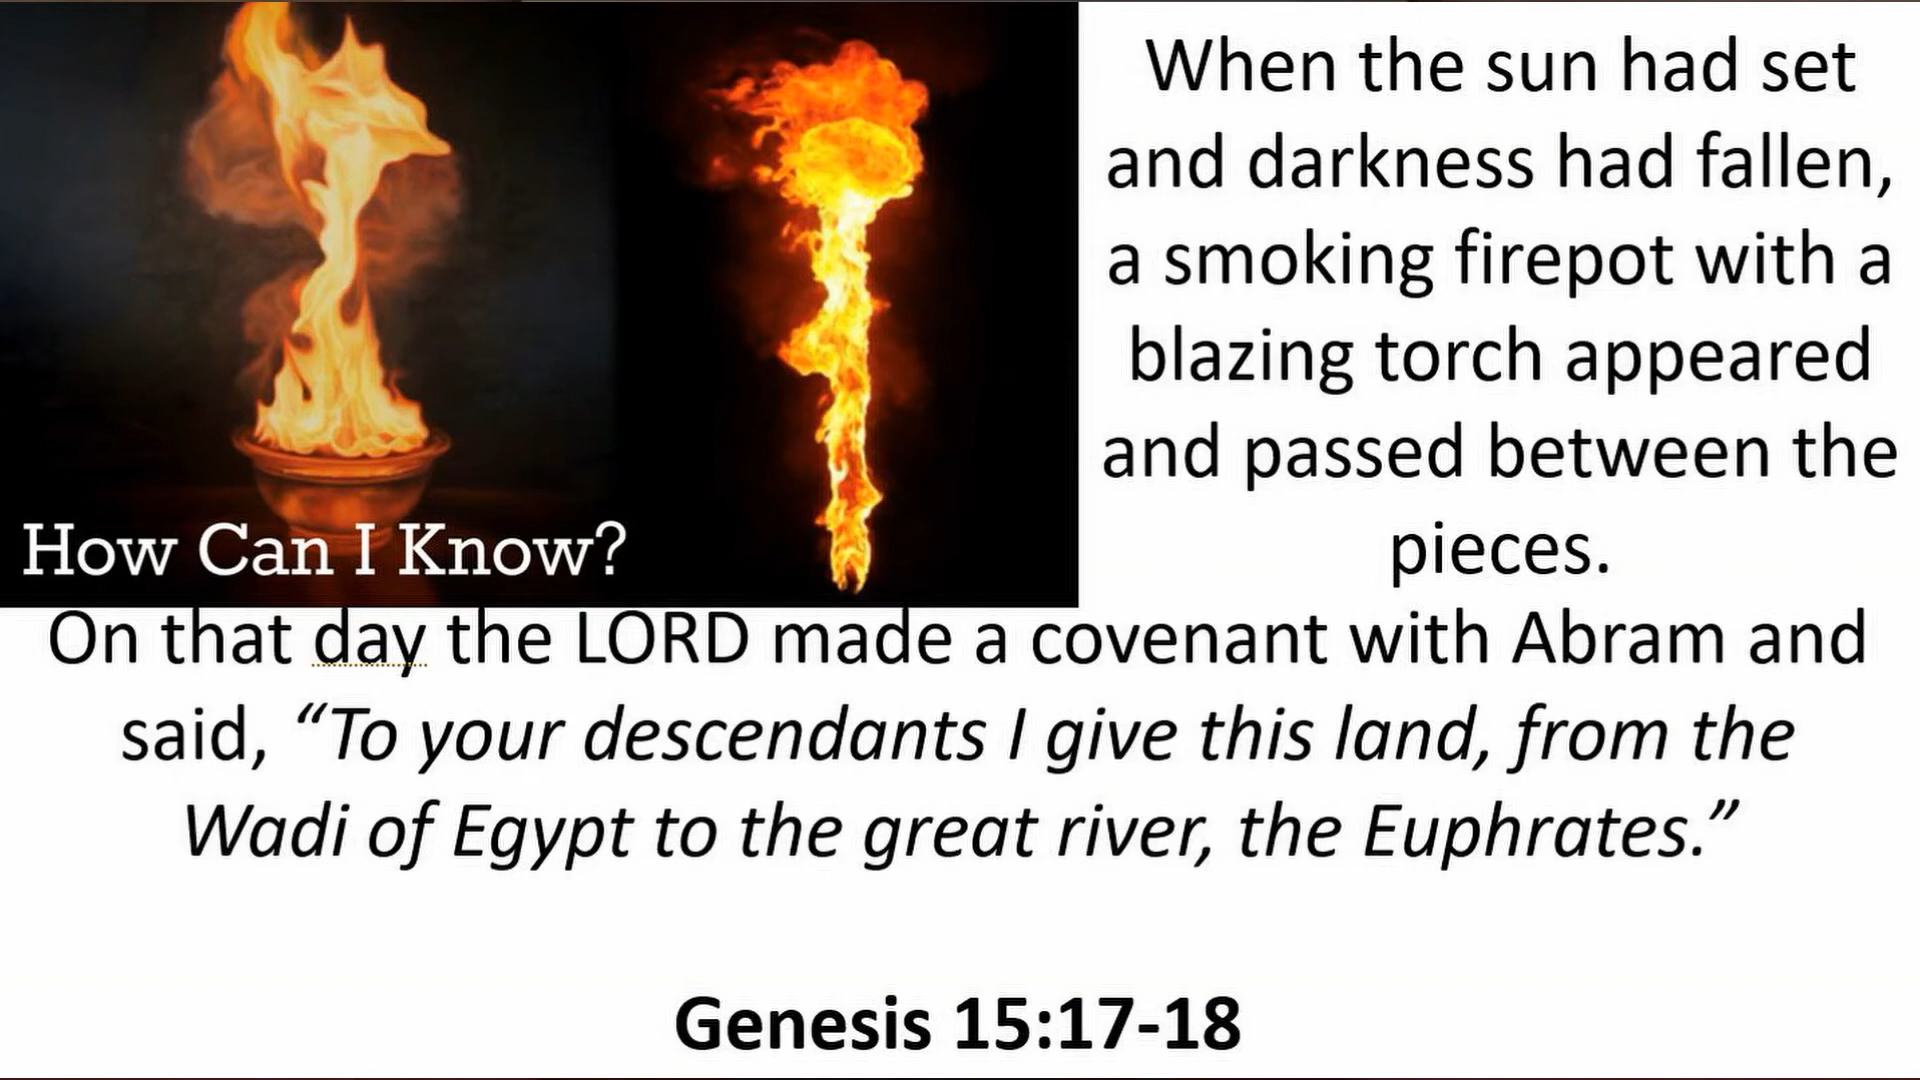 When the sun had set
and darkness had fallen,
a smoking firepot with a
blazing torch appeared
and passed between the
pieces.
How Can I Know?
On that day the LORD made a covenant with Abram and
said, “To your descendants I give this land, from the
Wadi of Egypt to the great river, the Euphrates.”
Genesis 15:17-18